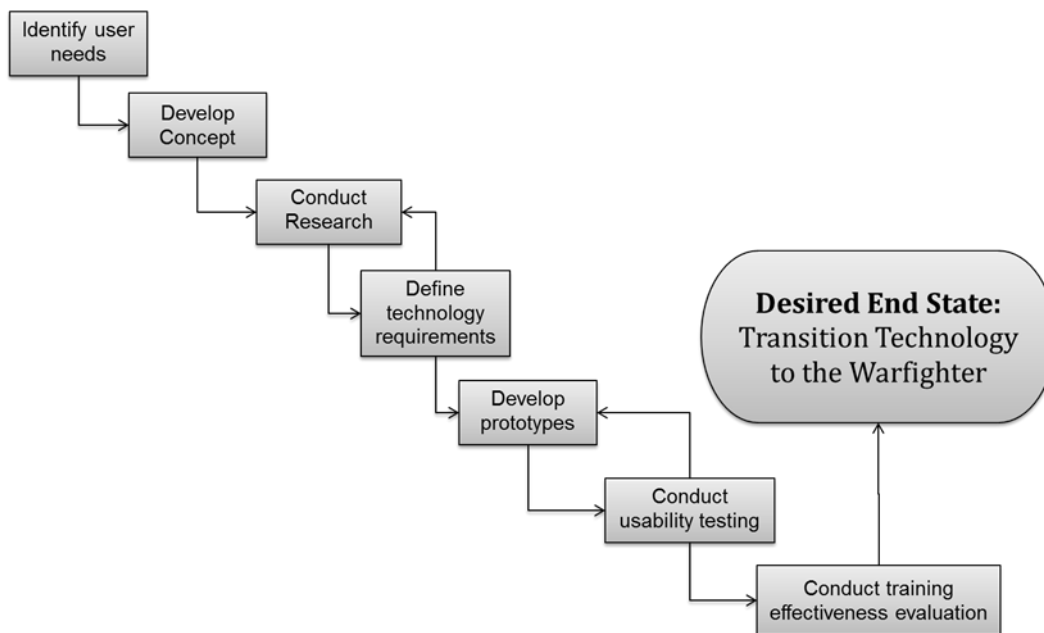 Identify user
needs
Develop
Concept
Conduct
Research
Define
technology
requirements
Develop
prototypes
Conduct
usability testing
Conduct training
effectiveness evaluation
Desired End State:
Transition Technology
to the Warfighter